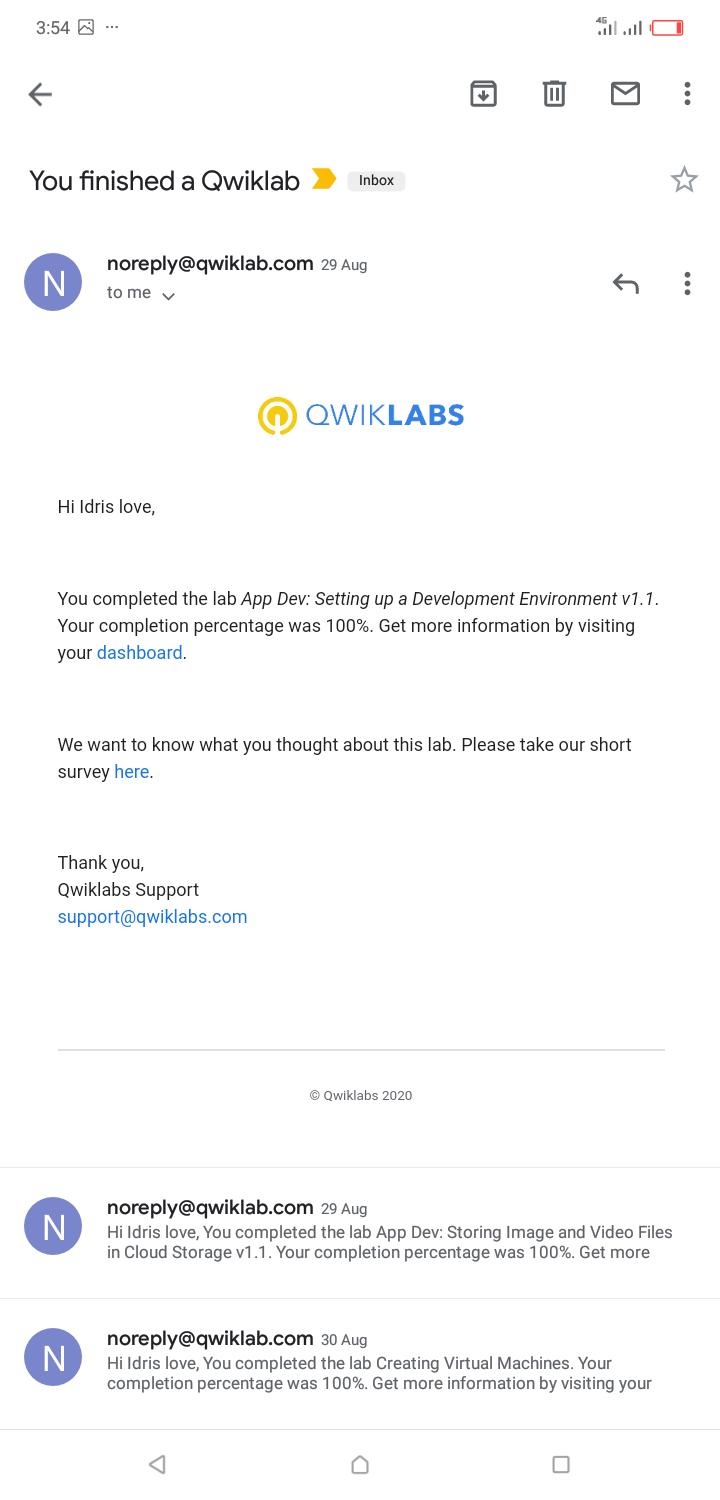 3:54
4G
You finished a Qwiklab Inbox
N
noreply@qwiklab.com 29 Aug
to me
QWIKLABS
Hi Idris love,
You completed the lab App Dev: Setting up a Development Environment v1.1.
Your completion percentage was 100%. Get more information by visiting
your dashboard.
We want to know what you thought about this lab. Please take our short
survey here.
Thank you,
Qwiklabs Support
support@qwiklabs.com
© Qwiklabs 2020
N
noreply@qwiklab.com 29 Aug
Hi Idris love, You completed the lab App Dev: Storing Image and Video Files
in Cloud Storage v1.1. Your completion percentage was 100%. Get more
N
noreply@qwiklab.com 30 Aug
Hi Idris love, You completed the lab Creating Virtual Machines. Your
completion percentage was 100%. Get more information by visiting your